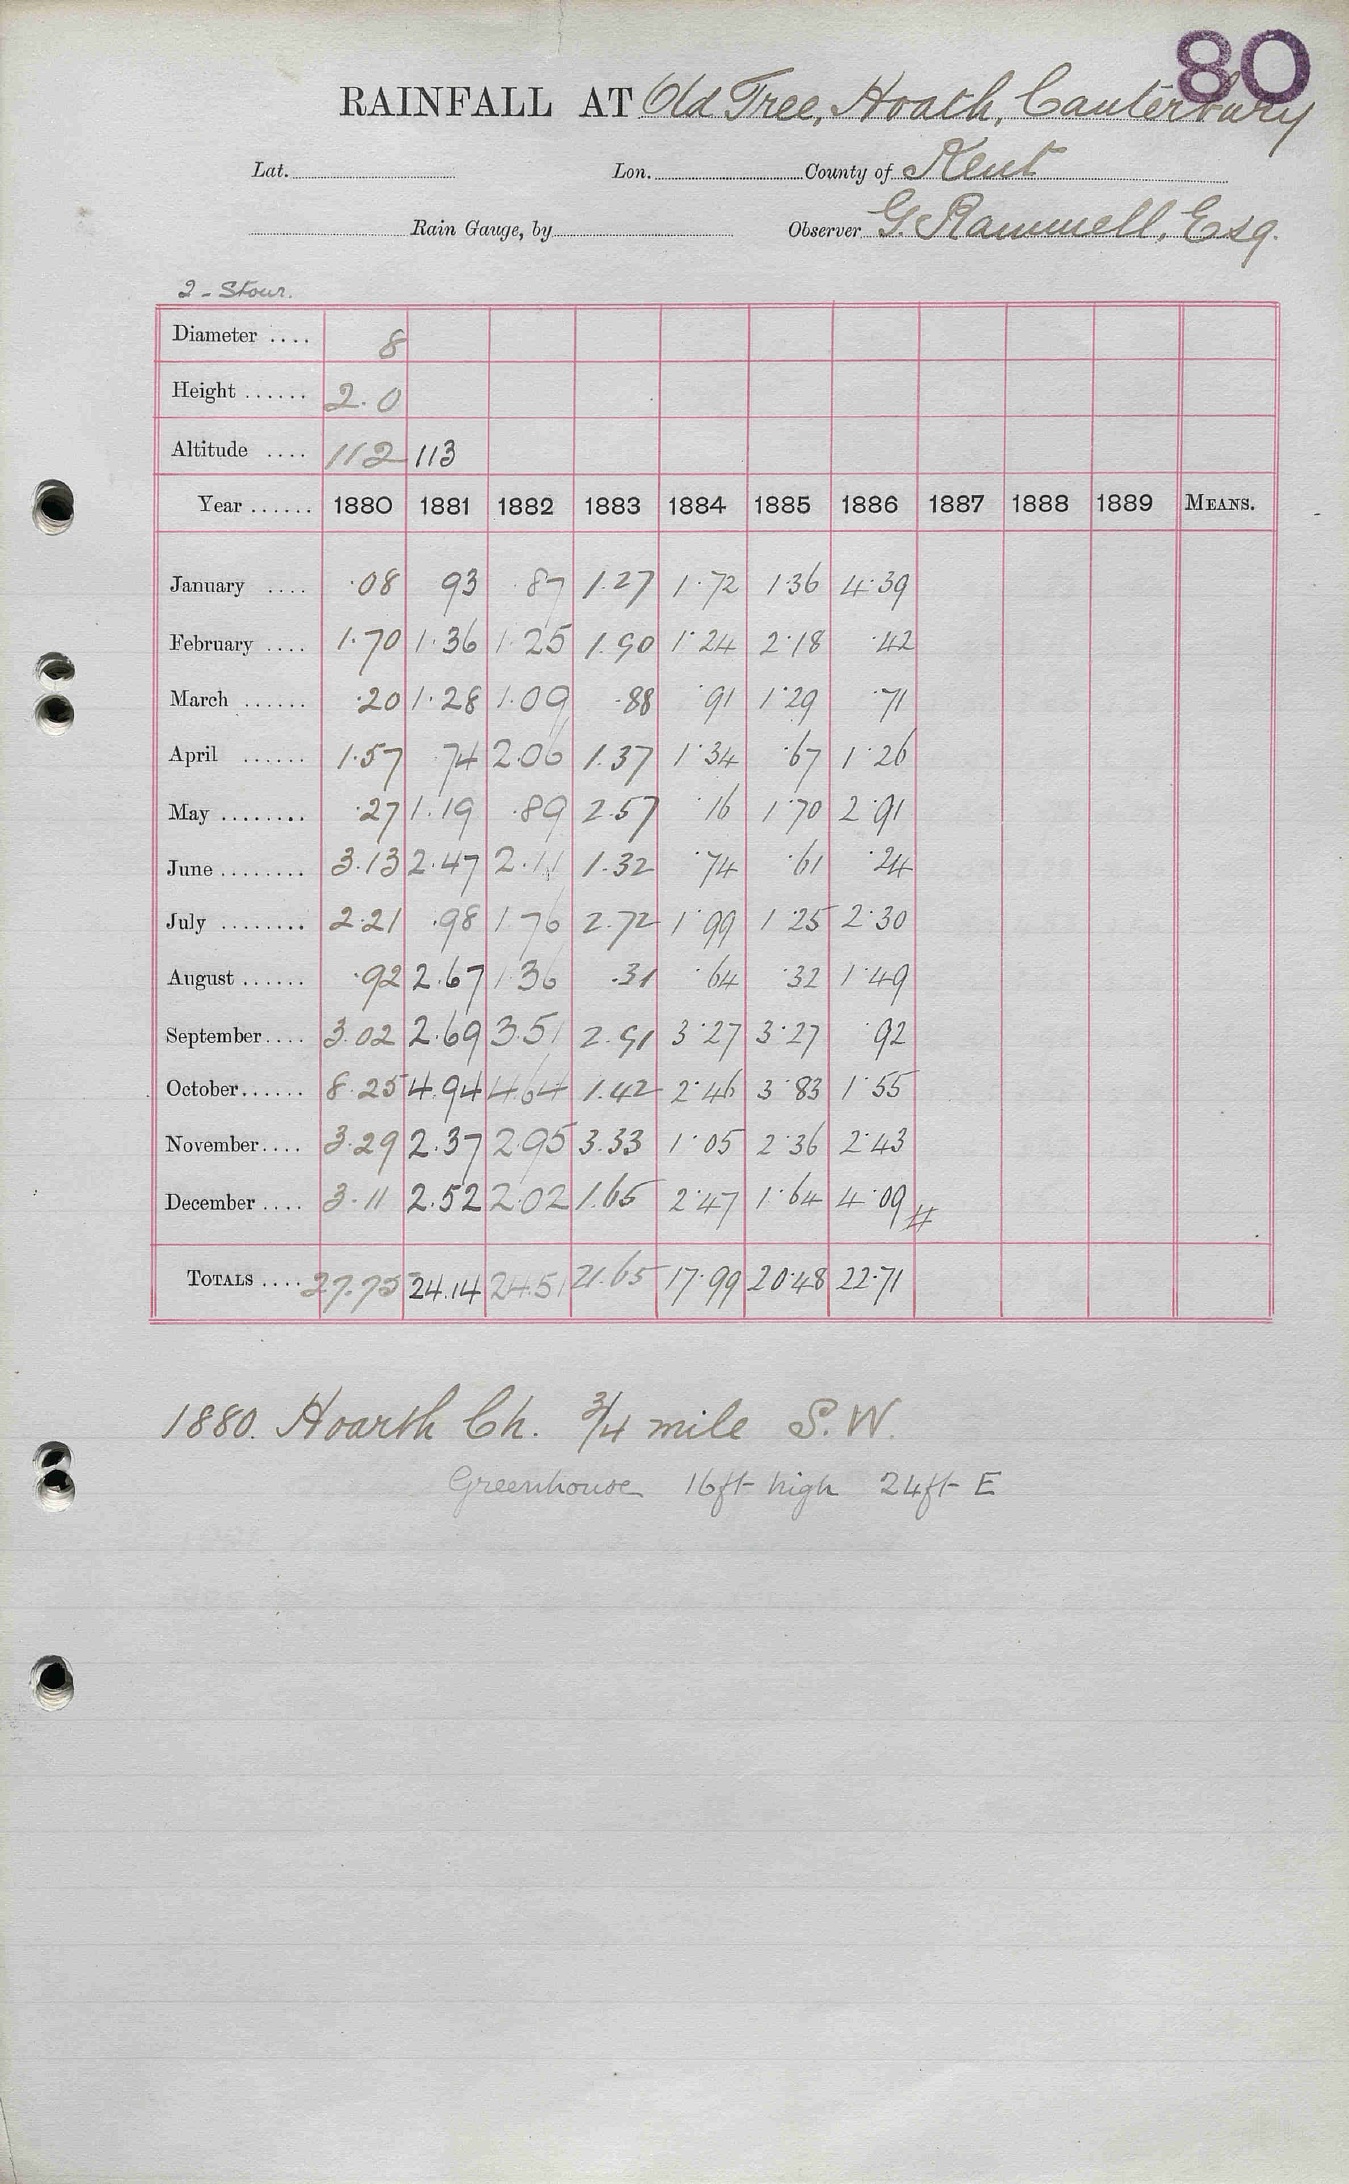 80
RAINFALL AT Old Tree, Hoath, Canterbury
Lat. Lon. County of Kent
Rain Gauge, by Observer G. Rammell, Esq.
2 - Stour.
Diameter .... 8
Height ...... 2.0
Altitude .... 112 113
Year ...... 1880 1881 1882 1883 1884 1885 1886 1887 1888 1889 MEANS.
January .... .08 93 .87 1.27 1.72 1.36 4.39
February .... 1.70 1.36 1.25 1.90 1.24 2.18 .42
March ...... .20 1.28 1.09 .88 .91 1.29 .71
April ...... 1.57 .74 2.06 1.37 1.34 .67 1.26
May ........ .27 1.19 .89 2.57 .16 1.70 2.91
June ........ 3.13 2.47 2.11 1.32 .74 .61 .24
July ........ 2.21 .98 1.76 2.72 1.99 1.25 2.30
August ...... .92 2.67 1.36 .31 .64 .32 1.49
September .... 3.02 2.69 3.51 2.91 3.27 3.27 .92
October ...... 8.25 4.94 4.64 1.42 2.46 3.83 1.55
November .... 3.29 2.37 2.95 3.33 1.05 2.36 2.43
December .... 3.11 2.52 2.02 1.65 2.47 1.64 4.09 #
TOTALS .... 27.75 24.14 24.51 21.65 17.99 20.48 22.71
1880. Hoarth Ch. 3/4 mile S.W.
Greenhouse 16ft high 24ft E